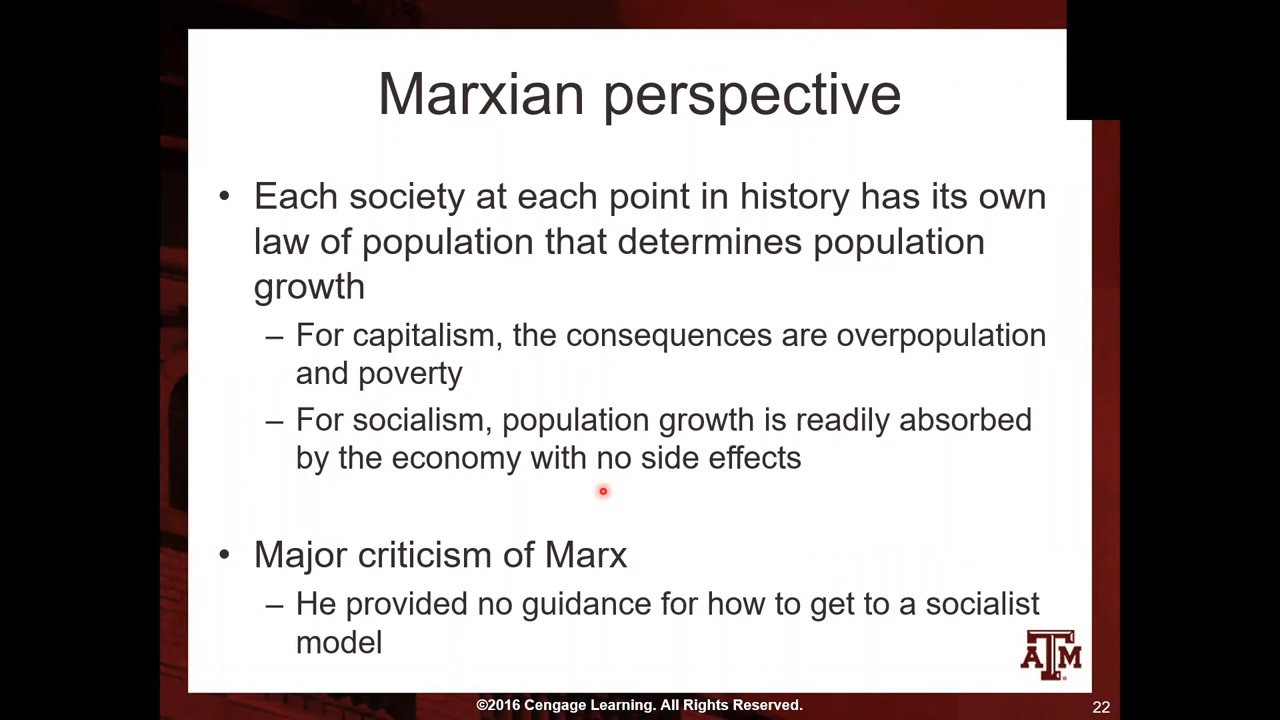 Marxian perspective
• Each society at each point in history has its own
law of population that determines population
growth
– For capitalism, the consequences are overpopulation
and poverty
– For socialism, population growth is readily absorbed
by the economy with no side effects
• Major criticism of Marx
– He provided no guidance for how to get to a socialist
model
ATM
©2016 Cengage Learning. All Rights Reserved.
22